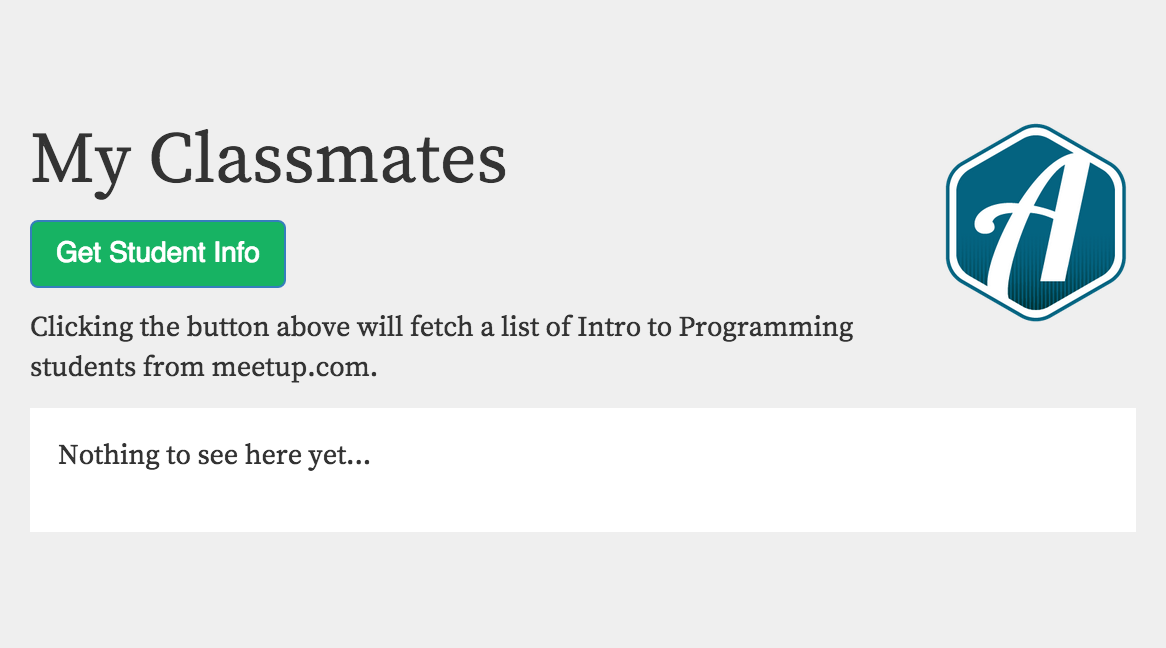 My Classmates
A
Get Student Info
Clicking the button above will fetch a list of Intro to Programming
students from meetup.com.
Nothing to see here yet...